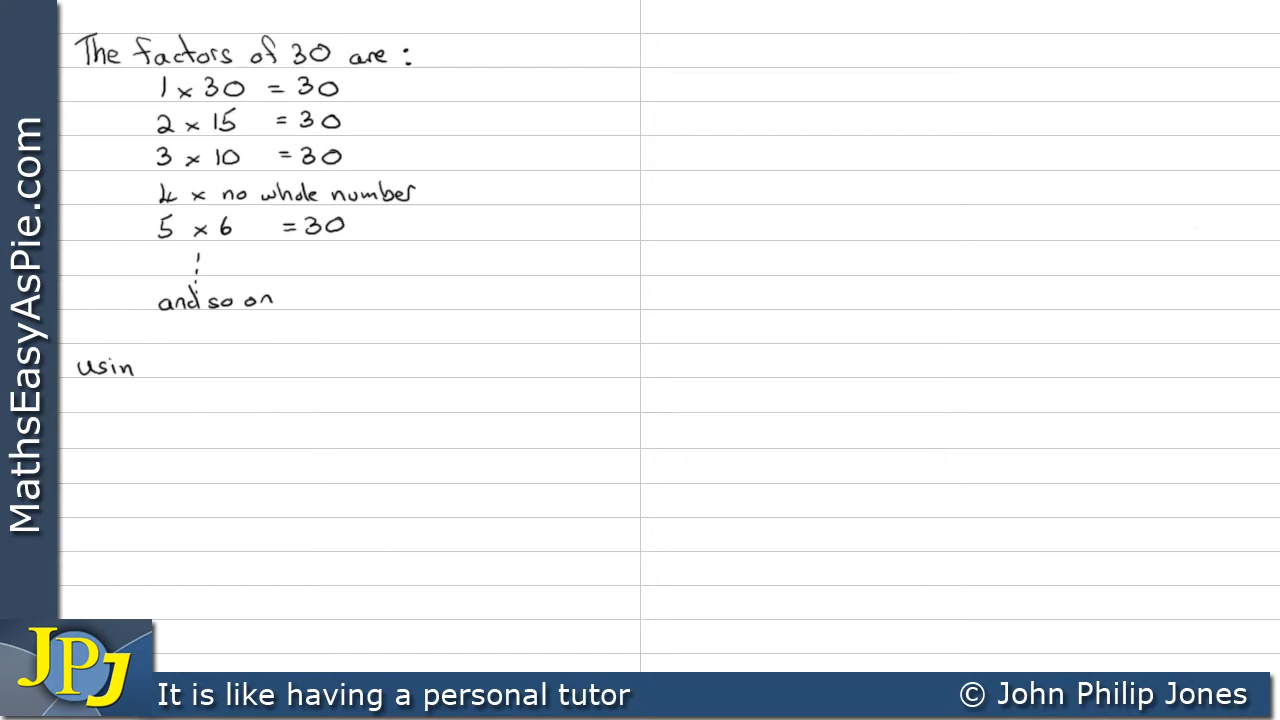 The factors of 30 are :
1 × 30 = 30
2 × 15 = 30
3 × 10 = 30
4 × no whole number
5 × 6 = 30
and so on
usin
MathsEasyAsPie.com
JPJ
It is like having a personal tutor
© John Philip Jones